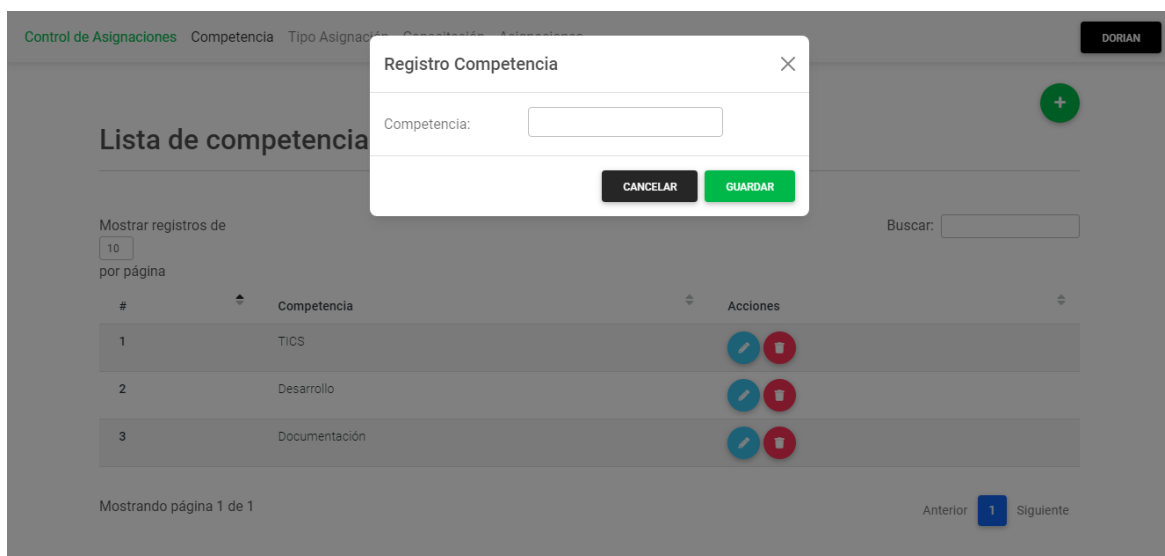 Control de Asignaciones Competencia Tipo Asignación Capacitación Asignaciones DORIAN
Registro Competencia
Competencia:
CANCELAR GUARDAR
+
Lista de competencia
Mostrar registros de
10
por página
Buscar:
# Competencia Acciones
1 TICS
2 Desarrollo
3 Documentación
Mostrando página 1 de 1
Anterior 1 Siguiente